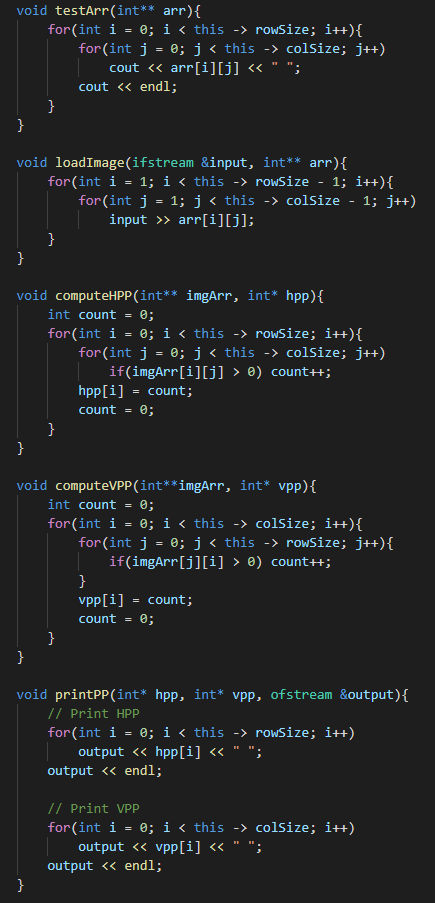 void testArr(int** arr){
    for(int i = 0; i < this -> rowSize; i++){
        for(int j = 0; j < this -> colSize; j++)
            cout << arr[i][j] << " ";
        cout << endl;
    }
}

void loadImage(ifstream &input, int** arr){
    for(int i = 1; i < this -> rowSize - 1; i++){
        for(int j = 1; j < this -> colSize - 1; j++)
            input >> arr[i][j];
    }
}

void computeHPP(int** imgArr, int* hpp){
    int count = 0;
    for(int i = 0; i < this -> rowSize; i++){
        for(int j = 0; j < this -> colSize; j++)
            if(imgArr[i][j] > 0) count++;
        hpp[i] = count;
        count = 0;
    }
}

void computeVPP(int**imgArr, int* vpp){
    int count = 0;
    for(int i = 0; i < this -> colSize; i++){
        for(int j = 0; j < this -> rowSize; j++){
            if(imgArr[j][i] > 0) count++;
        }
        vpp[i] = count;
        count = 0;
    }
}

void printPP(int* hpp, int* vpp, ofstream &output){
    // Print HPP
    for(int i = 0; i < this -> rowSize; i++)
        output << hpp[i] << " ";
    output << endl;

    // Print VPP
    for(int i = 0; i < this -> colSize; i++)
        output << vpp[i] << " ";
    output << endl;
}